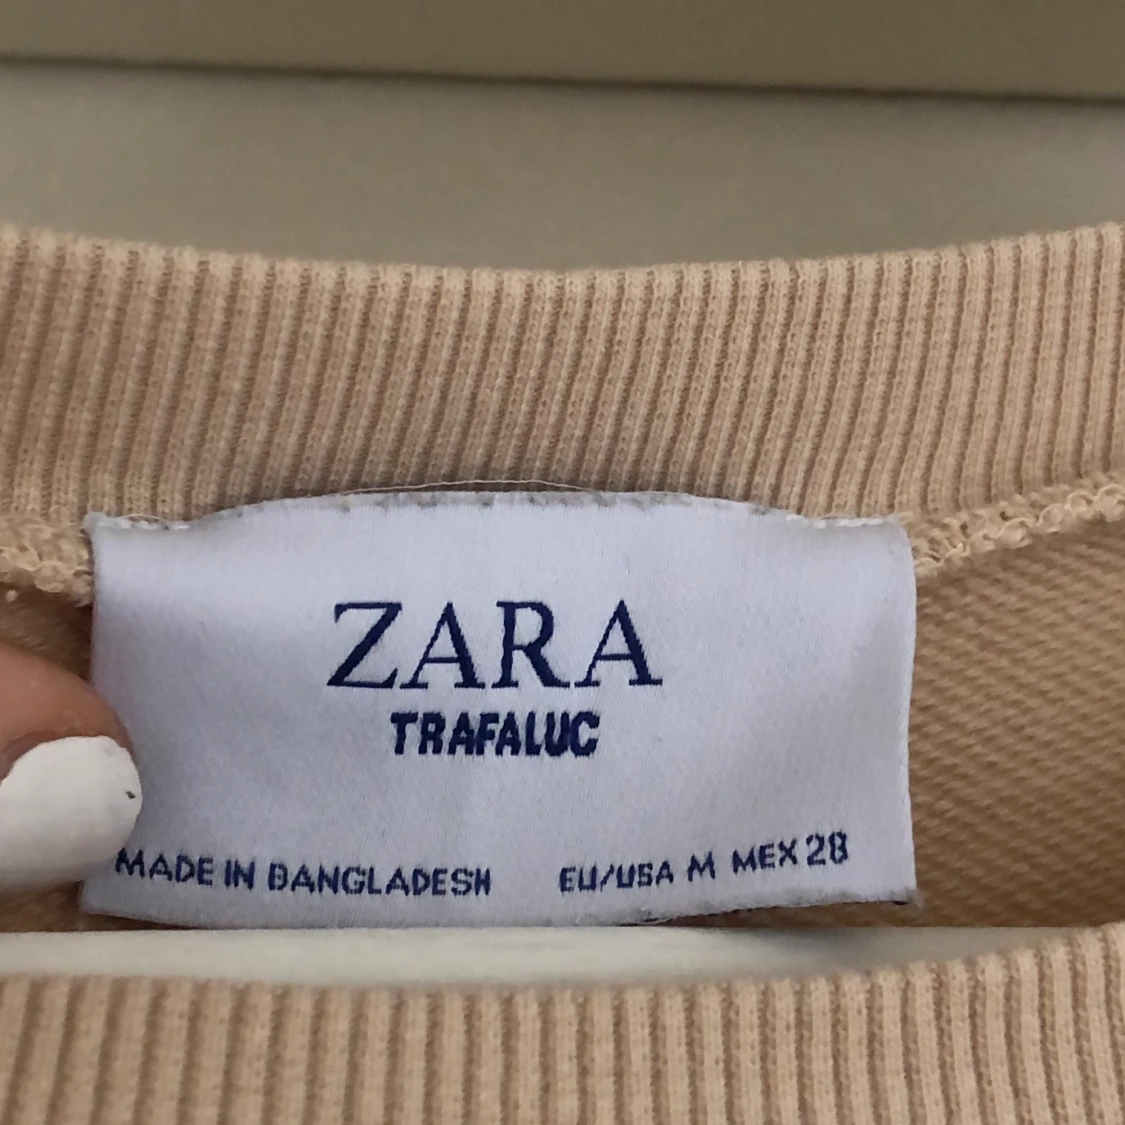 ZARA
TRAFALUC
MADE IN BANGLADESH EU/USA M MEX 28